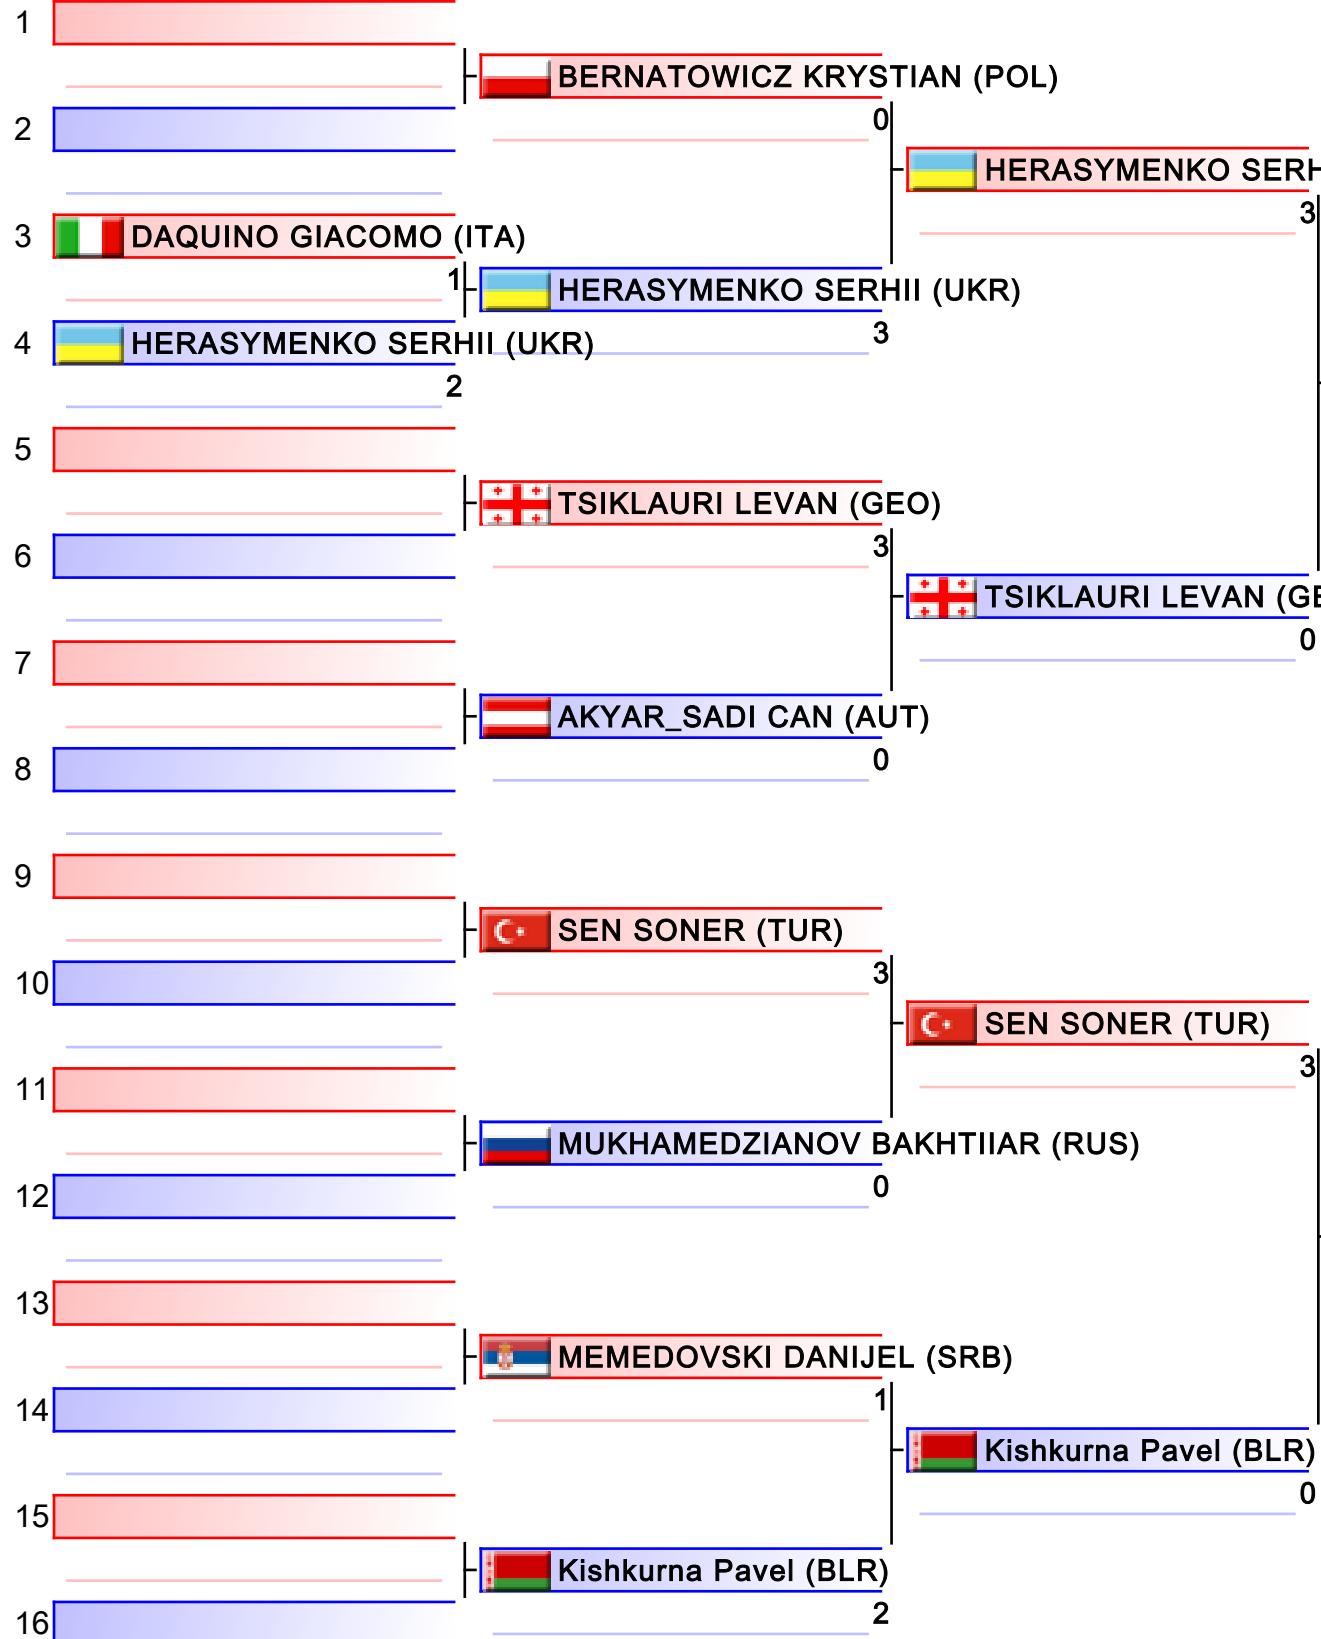 1
BERNATOWICZ KRYSTIAN (POL)
0
2
HERASYMENKO SERH
3
3 DAQUINO GIACOMO (ITA)
1
HERASYMENKO SERHII (UKR)
3
4 HERASYMENKO SERHII (UKR)
2
5
TSIKLAURI LEVAN (GEO)
3
6
TSIKLAURI LEVAN (GE
0
7
AKYAR_SADI CAN (AUT)
0
8
9
SEN SONER (TUR)
3
10
SEN SONER (TUR)
3
11
MUKHAMEDZIANOV BAKHTIIAR (RUS)
0
12
13
MEMEDOVSKI DANIJEL (SRB)
1
14
Kishkurna Pavel (BLR)
0
15
Kishkurna Pavel (BLR)
2
16